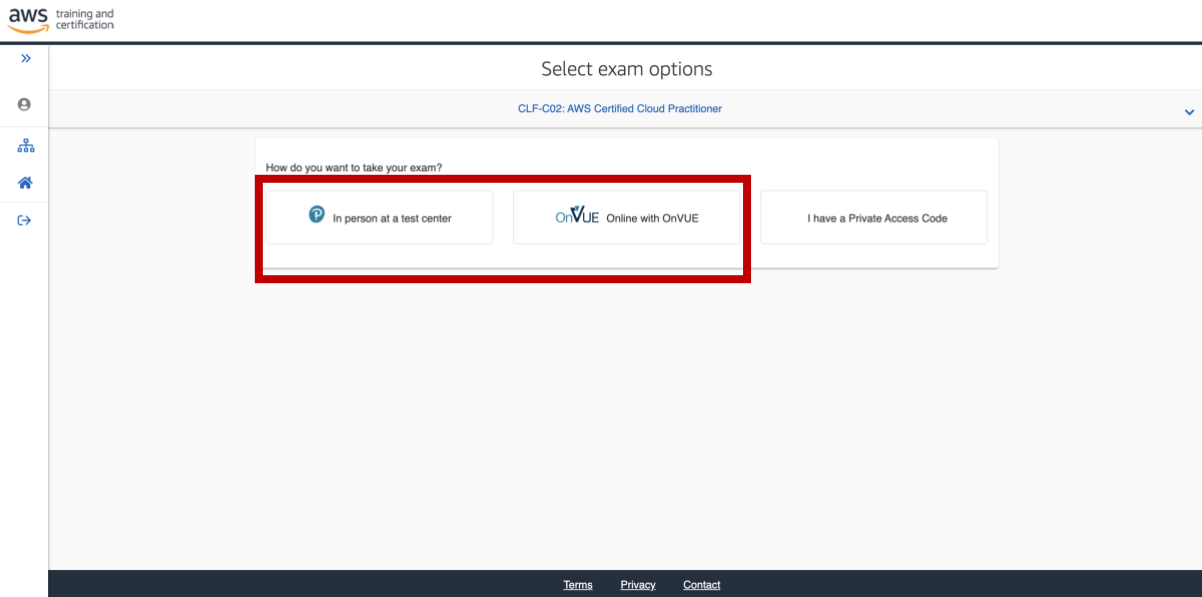 aws training and
certification
Select exam options
CLF-C02: AWS Certified Cloud Practitioner
How do you want to take your exam?
In person at a test center
OnVUE Online with OnVUE
I have a Private Access Code
Terms Privacy Contact